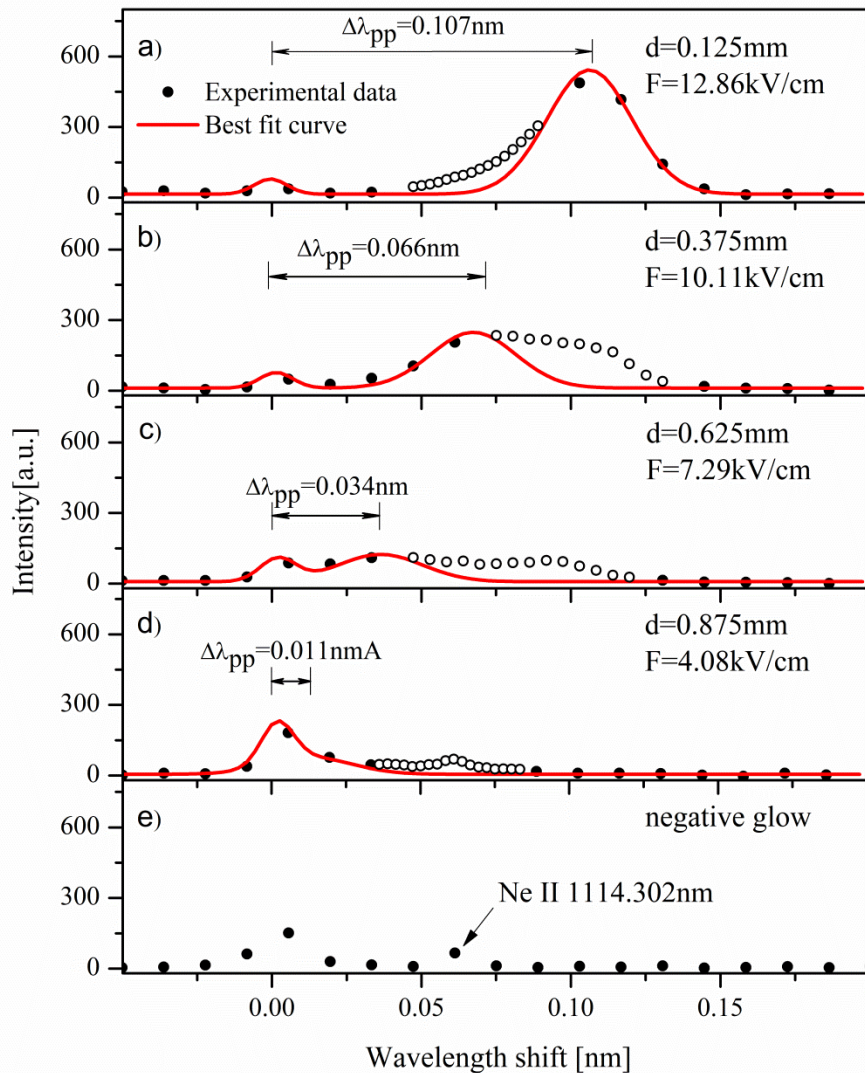 a)
Δλpp=0.107nm
d=0.125mm
F=12.86kV/cm
Experimental data
Best fit curve
600
300
0
b)
Δλpp=0.066nm
d=0.375mm
F=10.11kV/cm
600
300
0
c)
Δλpp=0.034nm
d=0.625mm
F=7.29kV/cm
600
300
0
d)
Δλpp=0.011nmA
d=0.875mm
F=4.08kV/cm
600
300
0
e)
negative glow
Ne II 1114.302nm
600
300
0
Intensity[a.u.]
0.00 0.05 0.10 0.15
Wavelength shift [nm]